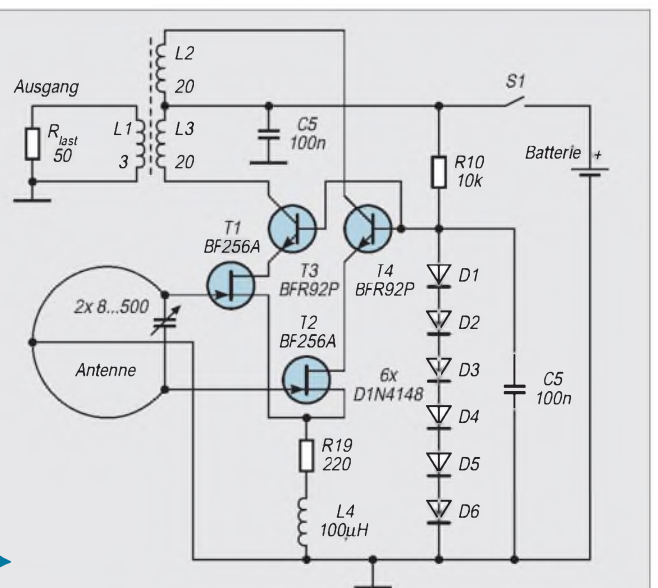 L2
20
Ausgang
S1
R last
50
L1
3
L3
20
C5
100n
R10
10k
Batterie +
T1
BF256A
T3
BFR92P
T4
BFR92P
D1
2x 8...500
T2
BF256A
D2
Antenne
6x
D1N4148
D3
C5
100n
D4
R19
220
D5
L4
100µH
D6